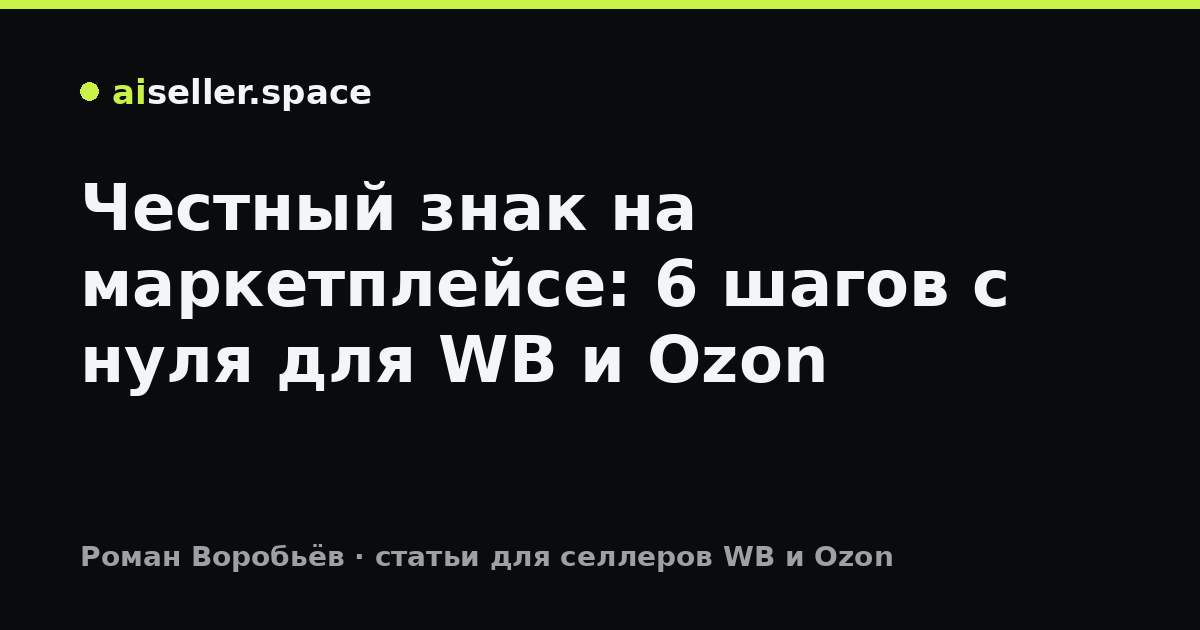 aiseller.space
Честный знак на
маркетплейсе: 6 шагов с
нуля для WB и Ozon
Роман Воробьёв · статьи для селлеров WB и Ozon